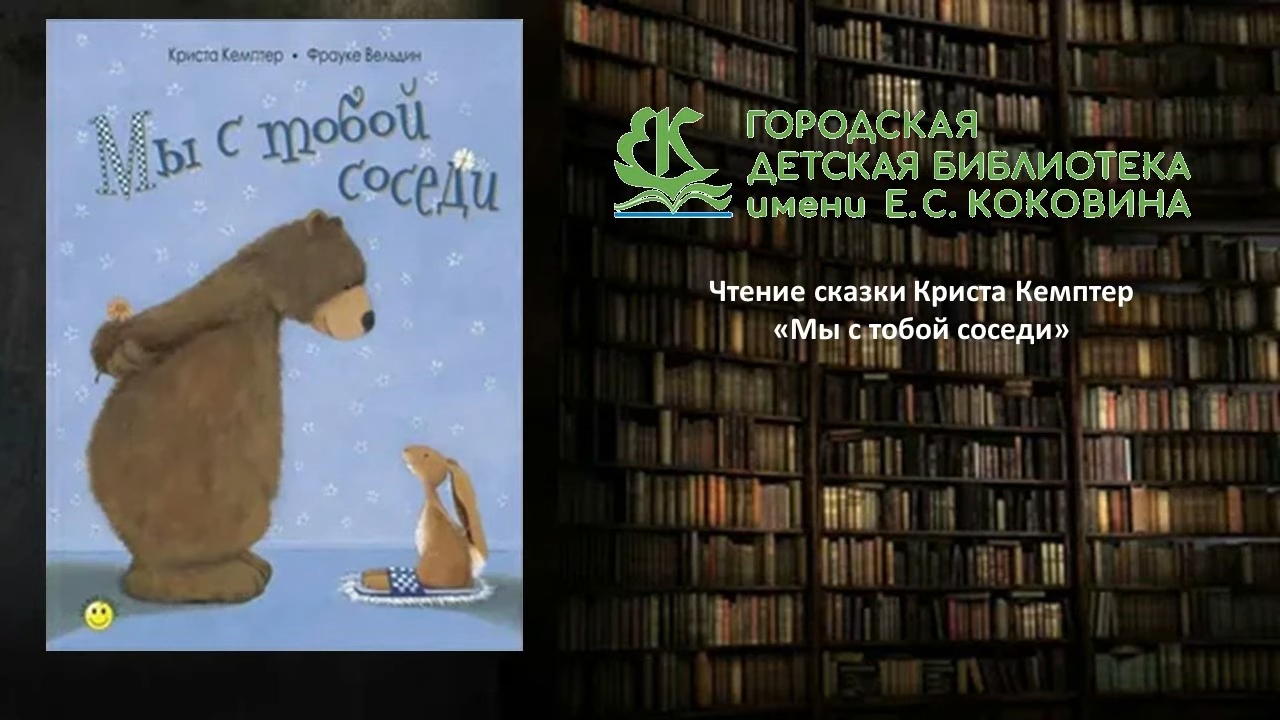 Криста Кемптер • Фрауке Вельдин
Мы с тобой
соседи
ЕК ГОРОДСКАЯ
ДЕТСКАЯ БИБЛИОТЕКА
имени Е. С. КОКОВИНА
Чтение сказки Криста Кемптер
«Мы с тобой соседи»